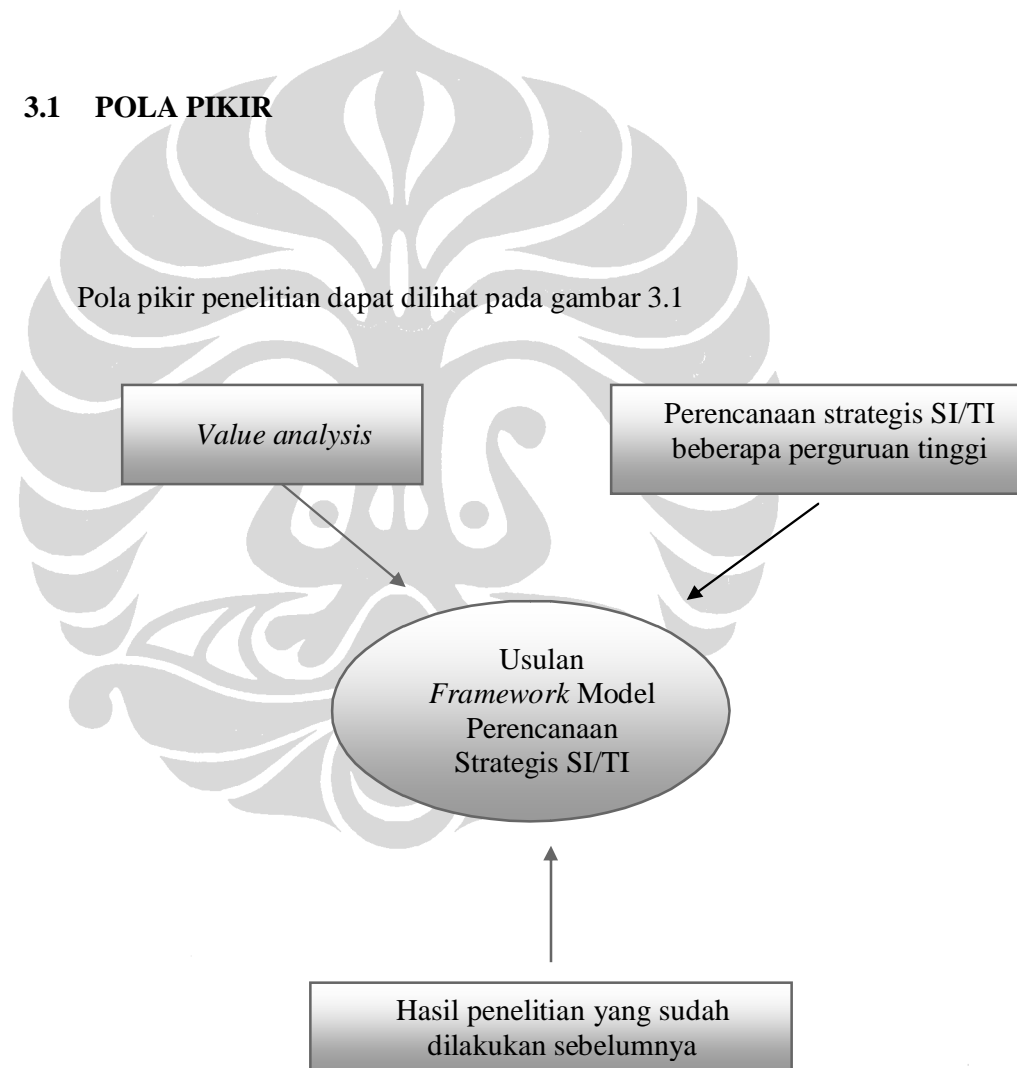 3.1 POLA PIKIR
Pola pikir penelitian dapat dilihat pada gambar 3.1
Value analysis
Perencanaan strategis SI/TI
beberapa perguruan tinggi
Usulan
Framework Model
Perencanaan
Strategis SI/TI
Hasil penelitian yang sudah
dilakukan sebelumnya